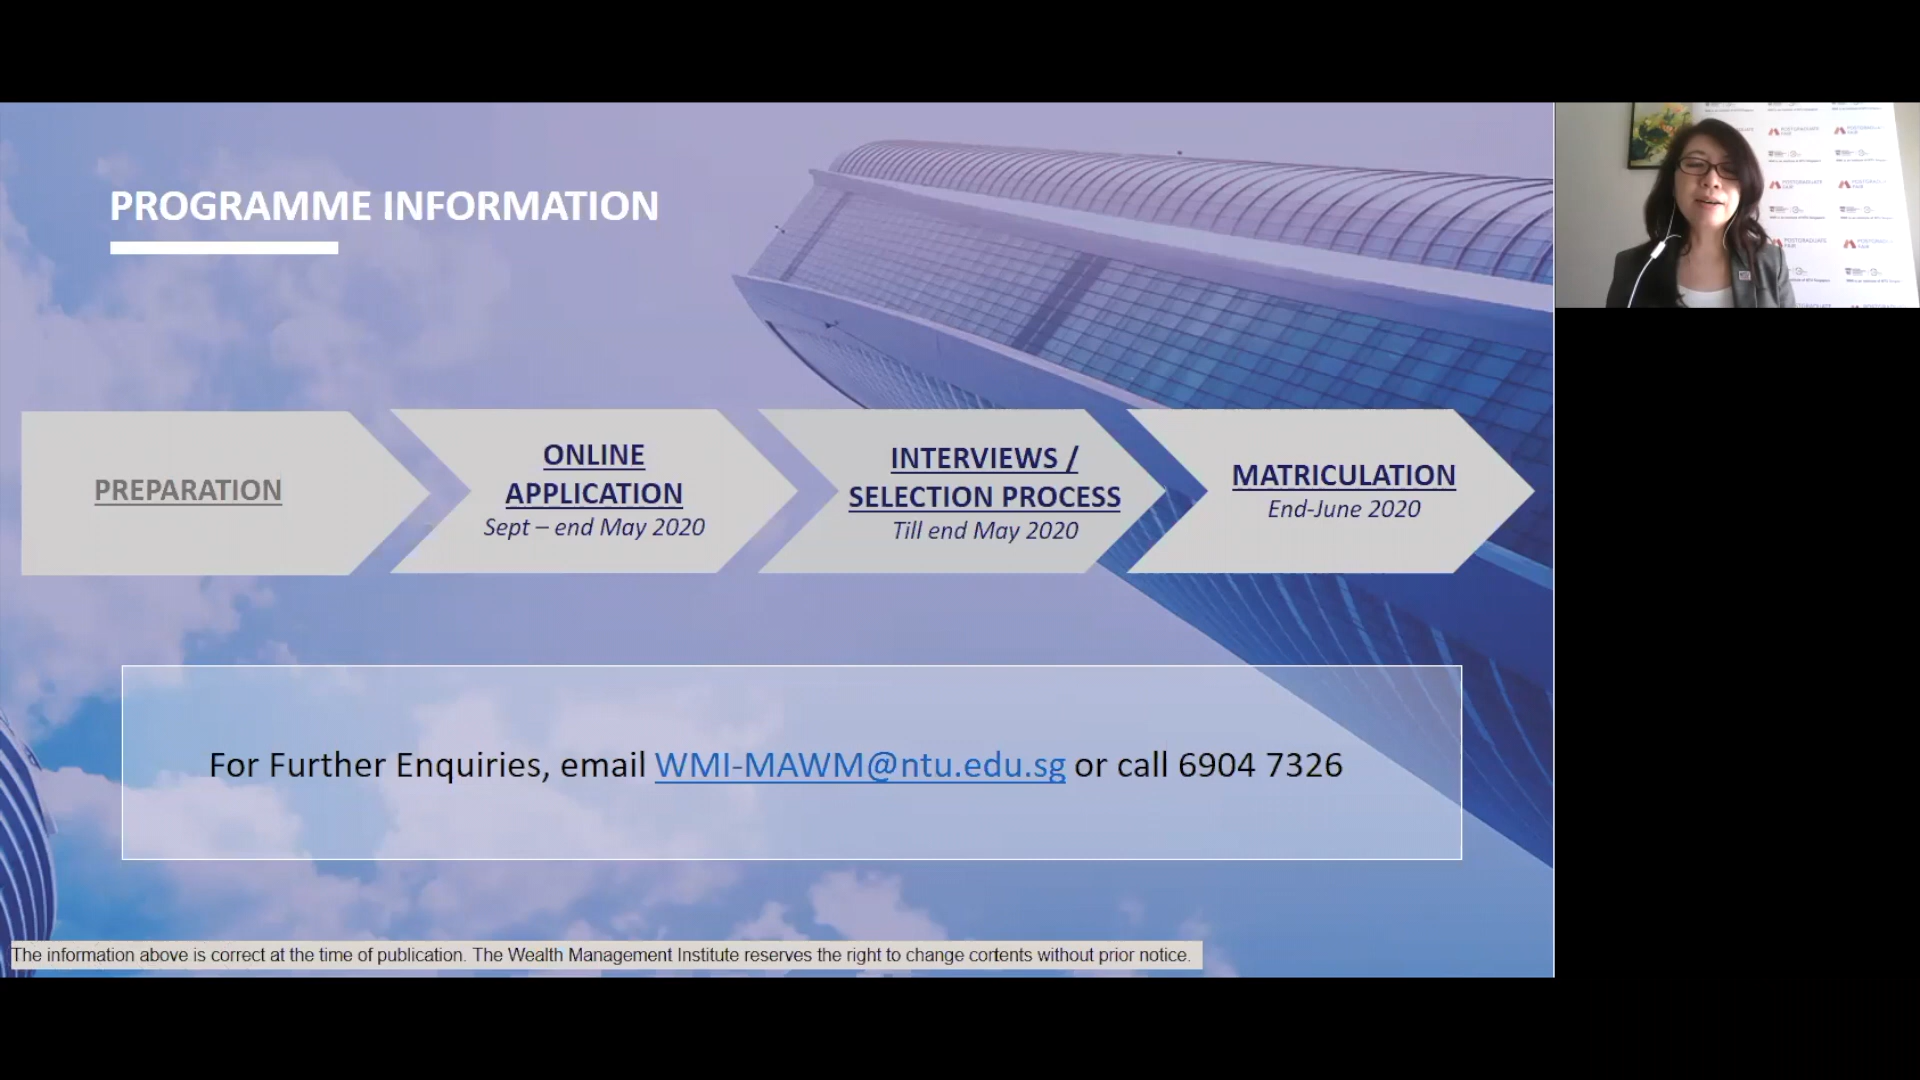 PROGRAMME INFORMATION
PREPARATION
ONLINE
APPLICATION
Sept – end May 2020
INTERVIEWS /
SELECTION PROCESS
Till end May 2020
MATRICULATION
End-June 2020
For Further Enquiries, email WMI-MAWM@ntu.edu.sg or call 6904 7326
The information above is correct at the time of publication. The Wealth Management Institute reserves the right to change contents without prior notice.
POSTGRADUATE
FAIR